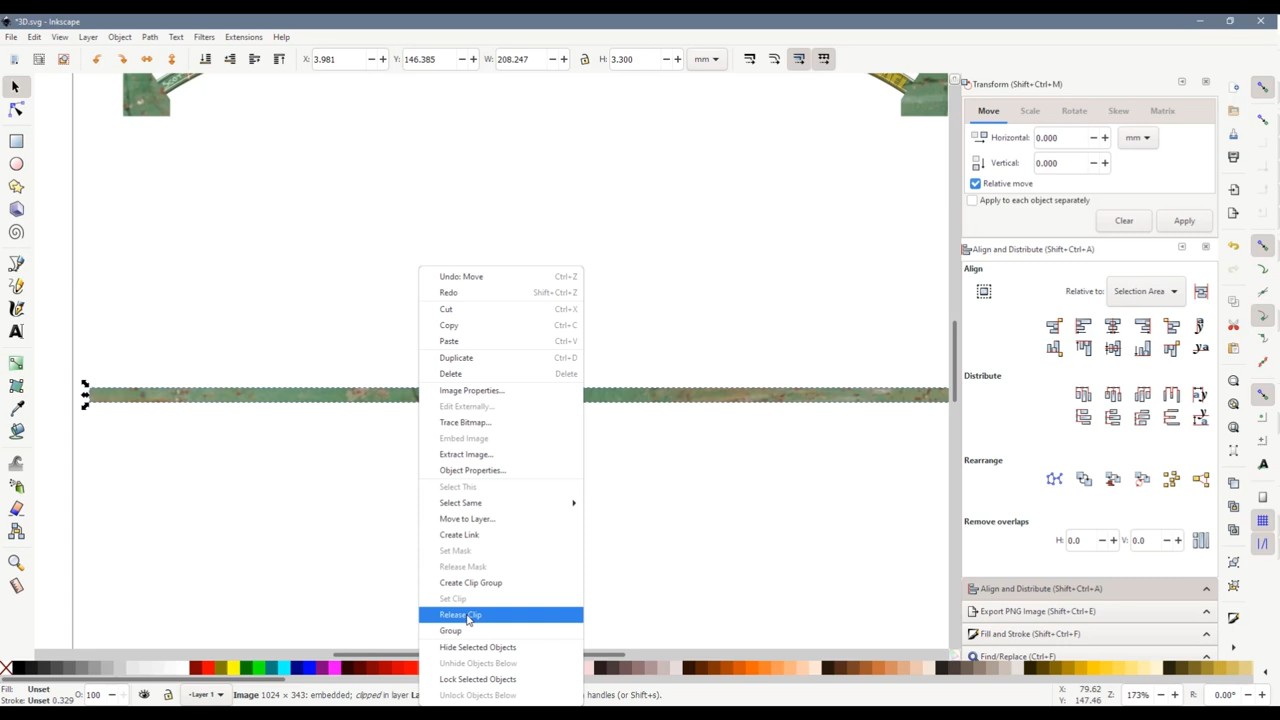 *3D.svg - Inkscape
File Edit View Layer Object Path Text Filters Extensions Help
X: 3.981 Y: 146.385 W: 208.247 H: 3.300 mm
Transform (Shift+Ctrl+M)
Move Scale Rotate Skew Matrix
Horizontal: 0.000 mm
Vertical: 0.000
Relative move
Apply to each object separately
Clear Apply
Align and Distribute (Shift+Ctrl+A)
Align
Relative to: Selection Area
Distribute
Rearrange
Remove overlaps
H: 0.0 V: 0.0
Align and Distribute (Shift+Ctrl+A)
Export PNG Image (Shift+Ctrl+E)
Fill and Stroke (Shift+Ctrl+F)
Find/Replace (Ctrl+F)
Undo: Move Ctrl+Z
Redo Shift+Ctrl+Z
Cut Ctrl+X
Copy Ctrl+C
Paste Ctrl+V
Duplicate Ctrl+D
Delete Delete
Image Properties...
Edit Externally...
Trace Bitmap...
Embed Image
Extract Image...
Object Properties...
Select This
Select Same
Move to Layer...
Create Link
Set Mask
Release Mask
Create Clip Group
Set Clip
Release Clip
Group
Hide Selected Objects
Unhide Objects Below
Lock Selected Objects
Unlock Objects Below
Fill: Unset
Stroke: Unset 0.329
O: 100
-Layer 1
Image 1024 × 343: embedded; clipped in layer
handles (or Shift+s).
X: 79.62
Y: 147.46
Z: 173% R: 0.00°